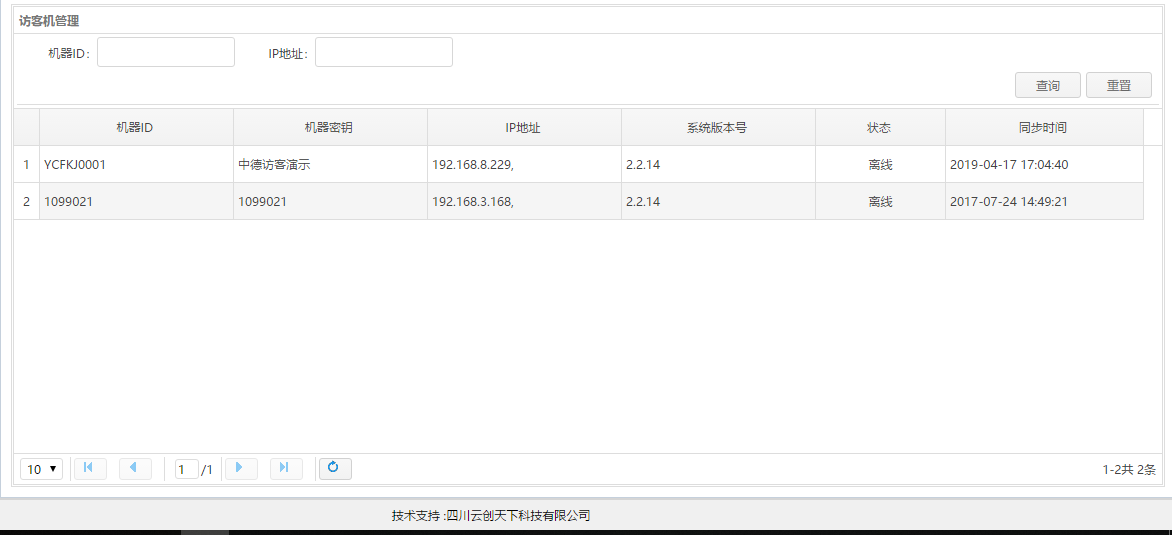 访客机管理
机器ID: IP地址:
查询 重置
机器ID 机器密钥 IP地址 系统版本号 状态 同步时间
1 YCFKJ0001 中德访客演示 192.168.8.229, 2.2.14 离线 2019-04-17 17:04:40
2 1099021 1099021 192.168.3.168, 2.2.14 离线 2017-07-24 14:49:21
10 1 /1 1-2共 2条
技术支持 :四川云创天下科技有限公司